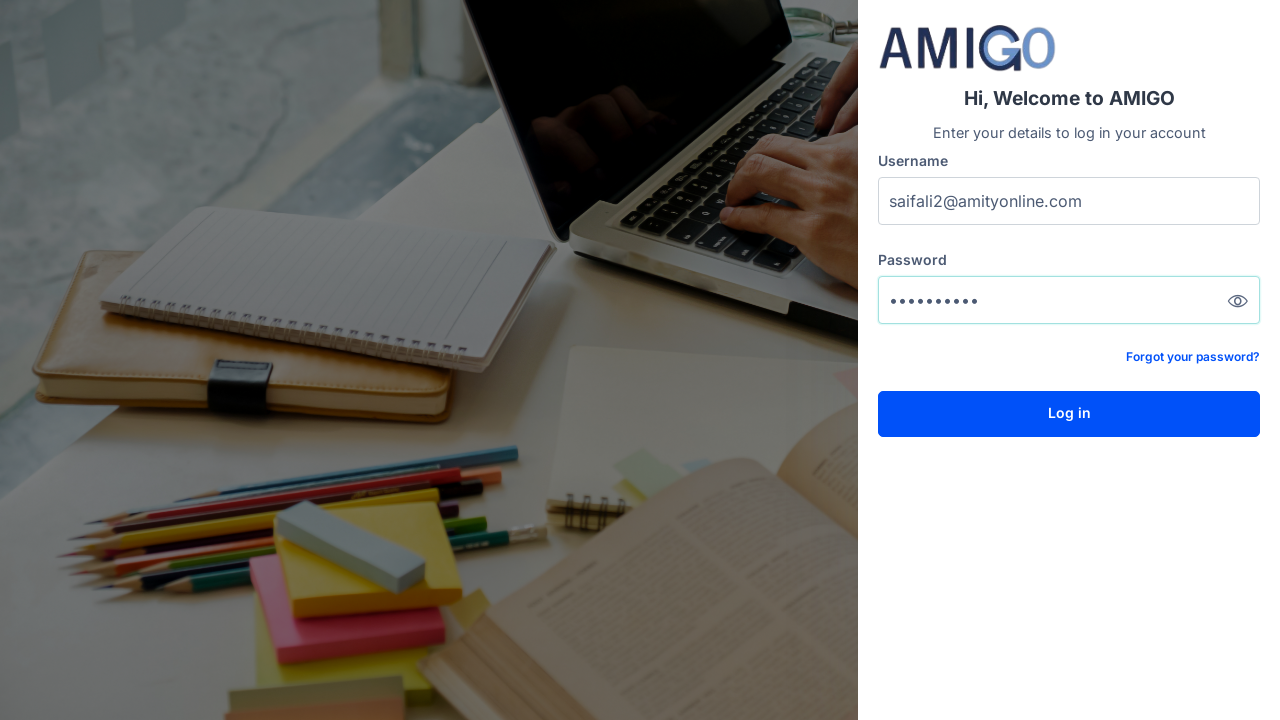 AMIGO
Hi, Welcome to AMIGO
Enter your details to log in your account
Username
saifali2@amityonline.com
Password
••••••••••
Forgot your password?
Log in